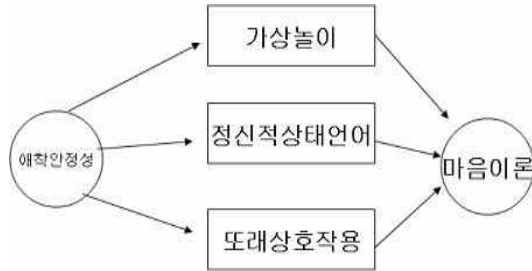 가상놀이
애착안정성
정신적상태언어
마음이론
또래상호작용